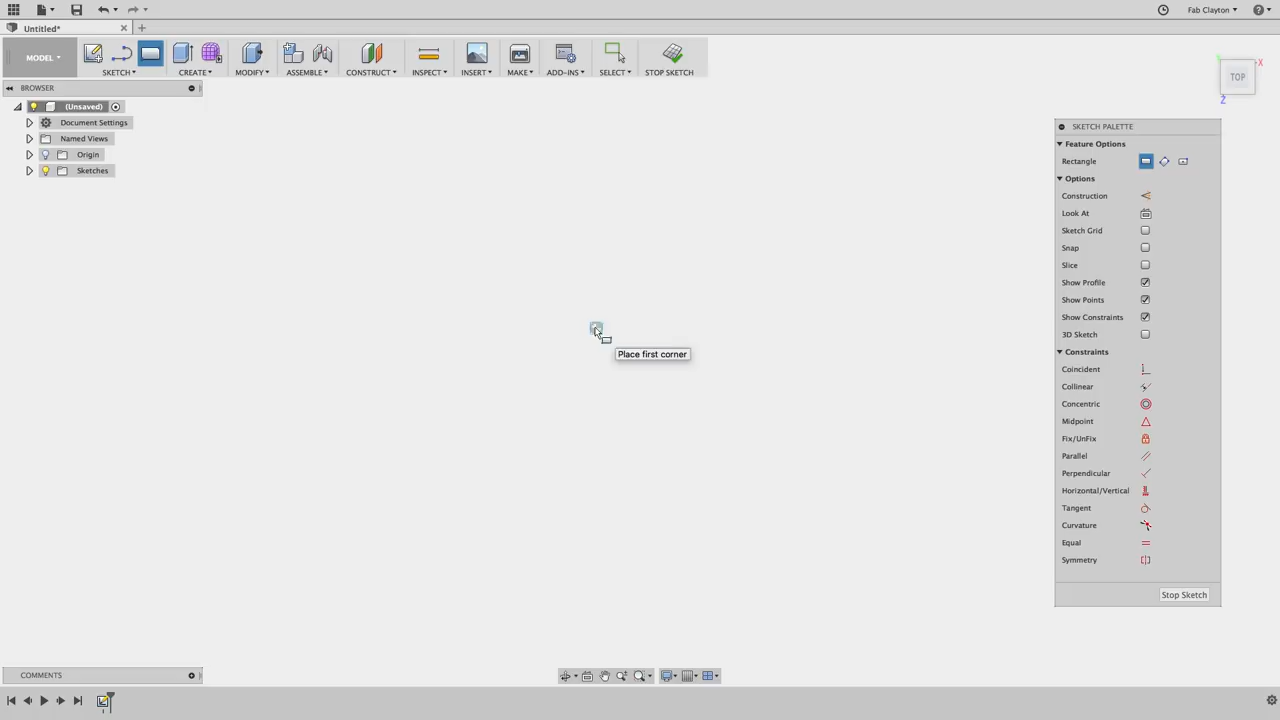 Fab Clayton
Untitled*
MODEL
SKETCH
CREATE
MODIFY
ASSEMBLE
CONSTRUCT
INSPECT
INSERT
MAKE
ADD-INS
SELECT
STOP SKETCH
TOP
X
Z
BROWSER
(Unsaved)
Document Settings
Named Views
Origin
Sketches
SKETCH PALETTE
Feature Options
Rectangle
Options
Construction
Look At
Sketch Grid
Snap
Slice
Show Profile
Show Points
Show Constraints
3D Sketch
Constraints
Coincident
Collinear
Concentric
Midpoint
Fix/UnFix
Parallel
Perpendicular
Horizontal/Vertical
Tangent
Curvature
Equal
Symmetry
Stop Sketch
Place first corner
COMMENTS